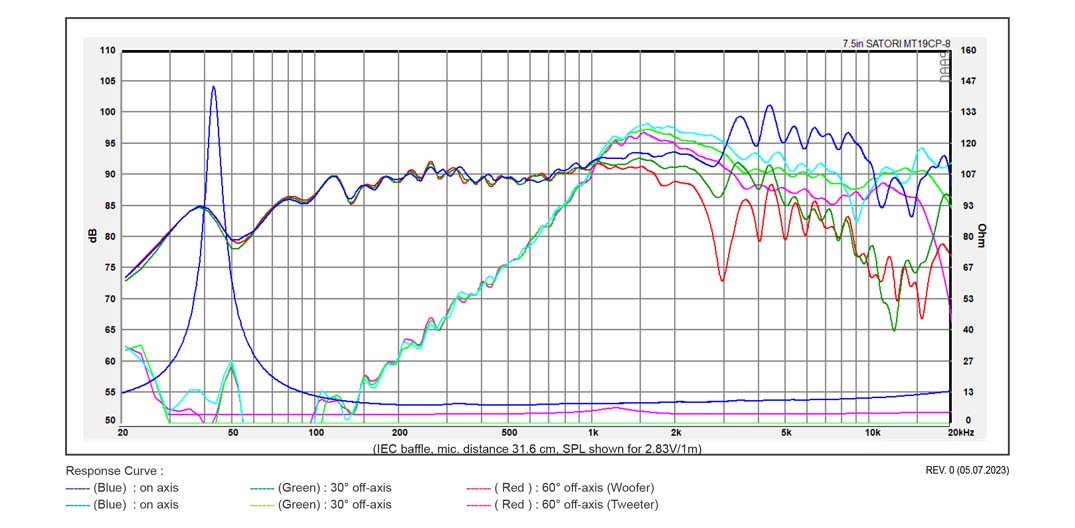 7.5in SATORI MT19CP-8
110 160
105 147
100 133
95 120
90 107
85 93
dB 80 80 Ohm
75 67
70 53
65 40
60 27
55 13
50 0
20 50 100 200 500 1k 2k 5k 10k 20kHz
(IEC baffle, mic. distance 31.6 cm, SPL shown for 2.83V/1m)
Response Curve : REV. 0 (05.07.2023)
(Blue) : on axis (Green) : 30° off-axis ( Red ) : 60° off-axis (Woofer)
(Blue) : on axis (Green) : 30° off-axis ( Red ) : 60° off-axis (Tweeter)